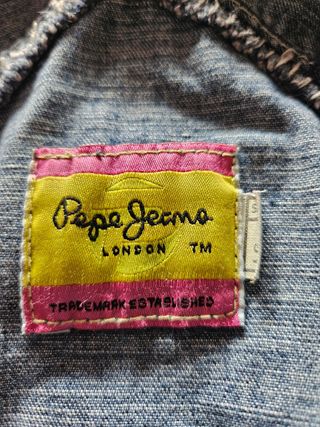 Pepe Jeans
LONDON TM
TRADEMARK ESTABLISHED